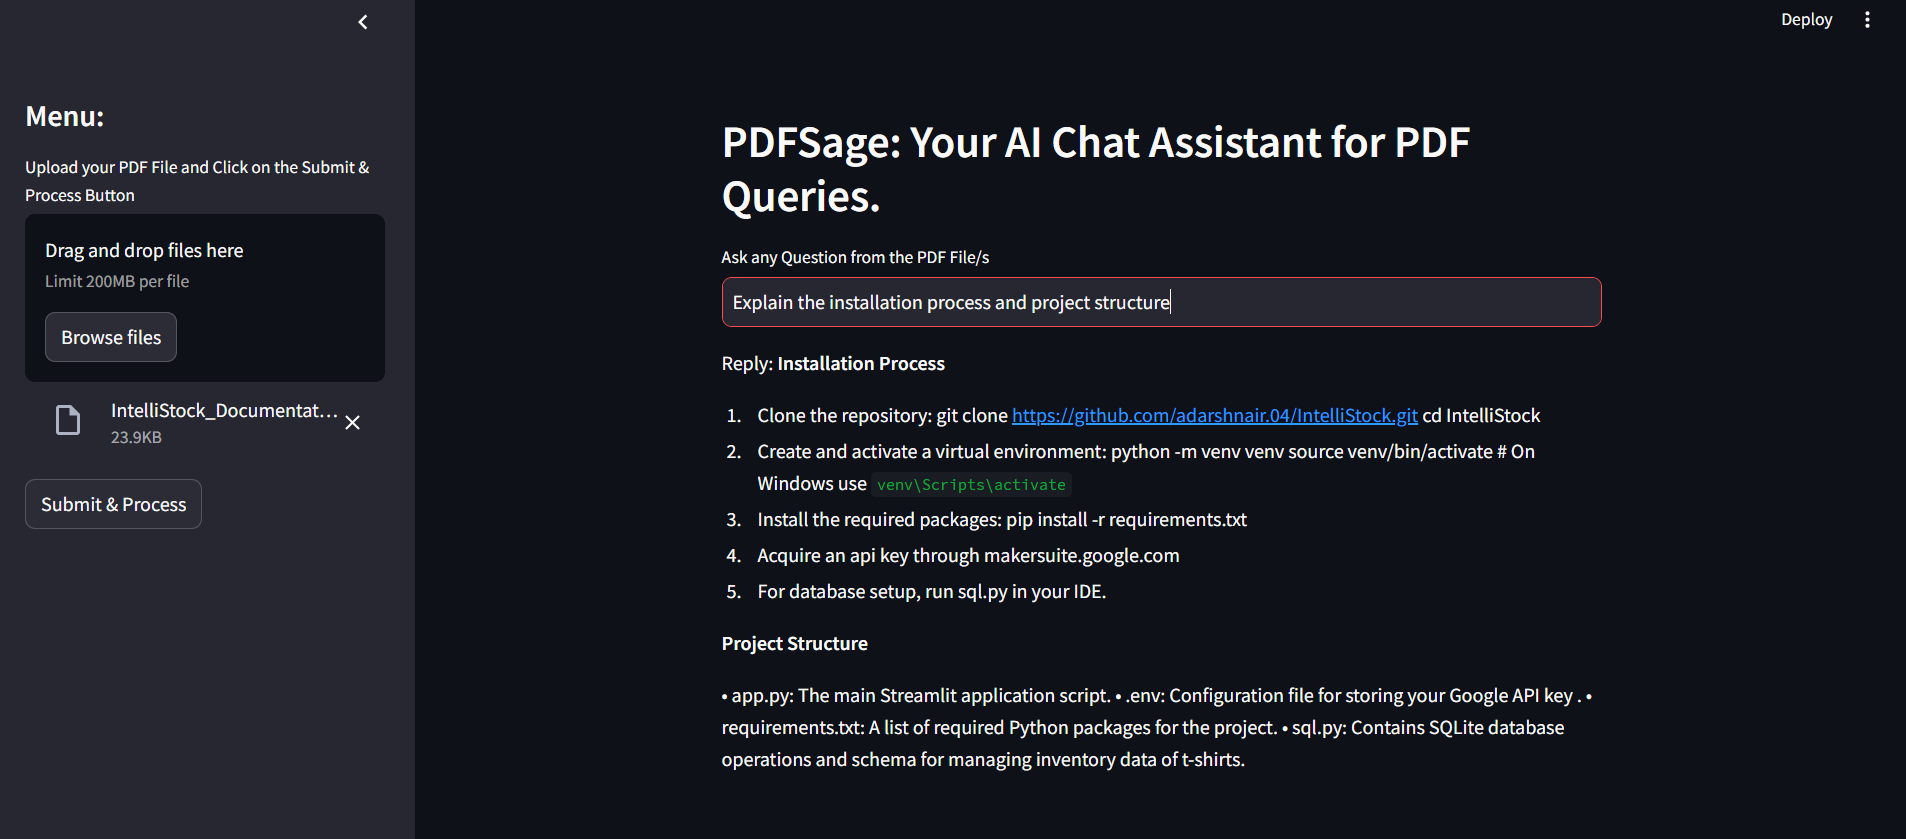 Deploy
Menu:
Upload your PDF File and Click on the Submit &
Process Button
Drag and drop files here
Limit 200MB per file
Browse files
IntelliStock_Documentat...
23.9KB
Submit & Process
PDFSage: Your AI Chat Assistant for PDF
Queries.
Ask any Question from the PDF File/s
Explain the installation process and project structure
Reply: Installation Process
1. Clone the repository: git clone https://github.com/adarshnair.04/IntelliStock.git cd IntelliStock
2. Create and activate a virtual environment: python -m venv venv source venv/bin/activate # On
Windows use venv\Scripts\activate
3. Install the required packages: pip install -r requirements.txt
4. Acquire an api key through makersuite.google.com
5. For database setup, run sql.py in your IDE.
Project Structure
• app.py: The main Streamlit application script. • .env: Configuration file for storing your Google API key . •
requirements.txt: A list of required Python packages for the project. • sql.py: Contains SQLite database
operations and schema for managing inventory data of t-shirts.